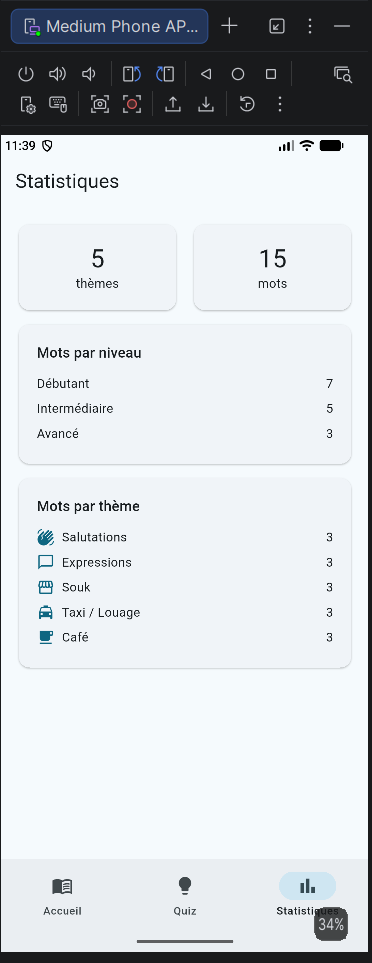 Medium Phone AP...
11:39
Statistiques
5
thèmes
15
mots
Mots par niveau
Débutant 7
Intermédiaire 5
Avancé 3
Mots par thème
Salutations 3
Expressions 3
Souk 3
Taxi / Louage 3
Café 3
Accueil
Quiz
Statistiques
34%